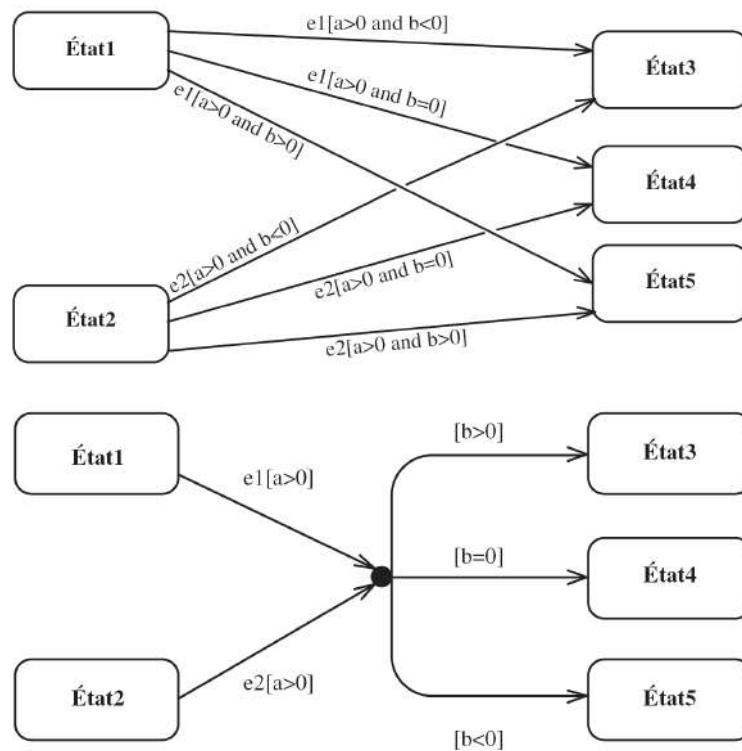 État1
e1[a>0 and b<0]
e1[a>0 and b=0]
e1[a>0 and b>0]
État3
État4
État5
État2
e2[a>0 and b<0]
e2[a>0 and b=0]
e2[a>0 and b>0]
État1
e1[a>0]
[b>0]
État3
[b=0]
État4
État2
e2[a>0]
[b<0]
État5